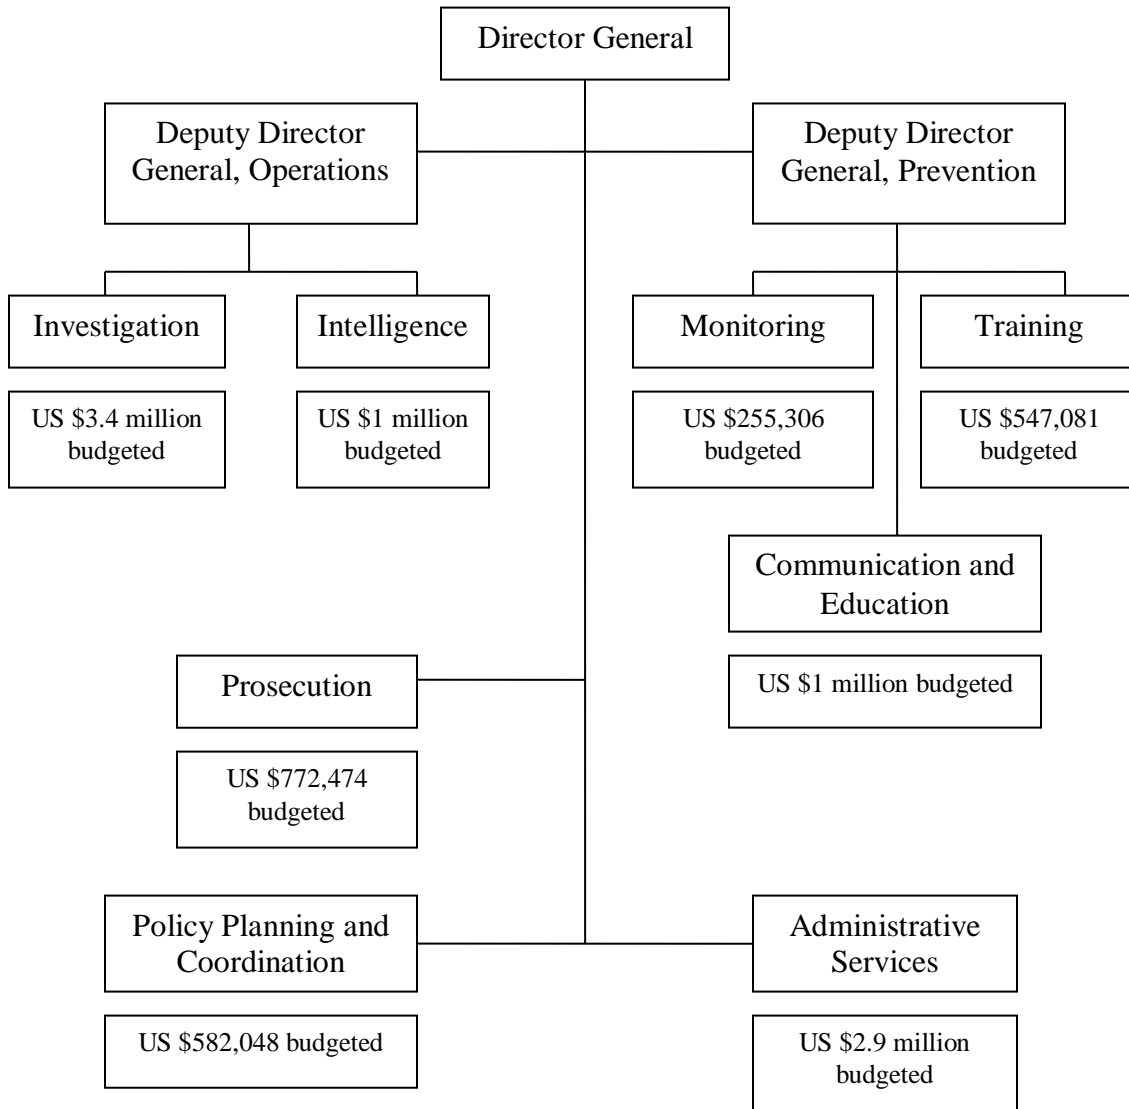 Director General
Deputy Director
General, Operations
Deputy Director
General, Prevention
Investigation
Intelligence
Monitoring
Training
US $3.4 million
budgeted
US $1 million
budgeted
US $255,306
budgeted
US $547,081
budgeted
Communication and
Education
US $1 million budgeted
Prosecution
US $772,474
budgeted
Policy Planning and
Coordination
Administrative
Services
US $582,048 budgeted
US $2.9 million
budgeted